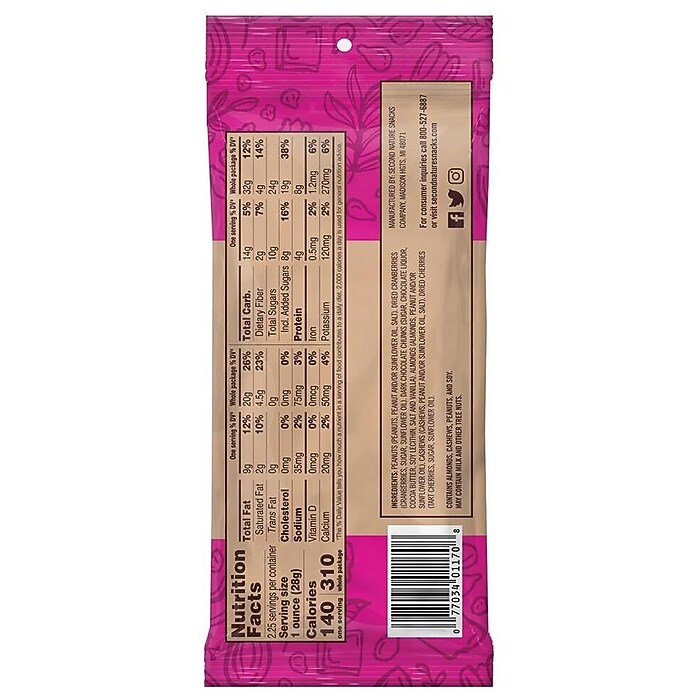 Nutrition
Facts
2.25 servings per container
Serving size
1 ounce (28g)
Calories
140 310
one serving whole package
One serving % DV* Whole package % DV*
Total Fat 9g 12% 20g 26%
Saturated Fat 2g 10% 4.5g 23%
Trans Fat 0g 0g
Cholesterol 0mg 0% 0mg 0%
Sodium 35mg 2% 75mg 3%
Vitamin D 0mcg 0% 0mcg 0%
Calcium 20mg 2% 50mg 4%
One serving % DV* Whole package % DV*
Total Carb. 14g 5% 32g 12%
Dietary Fiber 2g 7% 4g 14%
Total Sugars 10g 24g
Incl. Added Sugars 8g 16% 19g 38%
Protein 4g 8g
Iron 0.5mg 2% 1.2mg 6%
Potassium 120mg 2% 270mg 6%
*The % Daily Value tells you how much a nutrient in a serving of food contributes to a daily diet. 2,000 calories a day is used for general nutrition advice.
INGREDIENTS: PEANUTS (PEANUTS, PEANUT AND/OR SUNFLOWER OIL, SALT), DRIED CRANBERRIES
(CRANBERRIES, SUGAR, SUNFLOWER OIL), DARK CHOCOLATE CHUNKS (SUGAR, CHOCOLATE LIQUOR,
COCOA BUTTER, SOY LECITHIN, SALT AND VANILLA), ALMONDS (ALMONDS, PEANUT AND/OR
SUNFLOWER OIL), CASHEWS (CASHEWS, PEANUT AND/OR SUNFLOWER OIL, SALT), DRIED CHERRIES
(TART CHERRIES, SUGAR, SUNFLOWER OIL).
CONTAINS ALMONDS, CASHEWS, PEANUTS, AND SOY.
MAY CONTAIN MILK AND OTHER TREE NUTS.
MANUFACTURED BY: SECOND NATURE SNACKS
COMPANY, MADISON HGTS, MI 48071
For consumer inquiries call 800-527-6887
or visit secondnaturesnacks.com
0 77034 01170 8